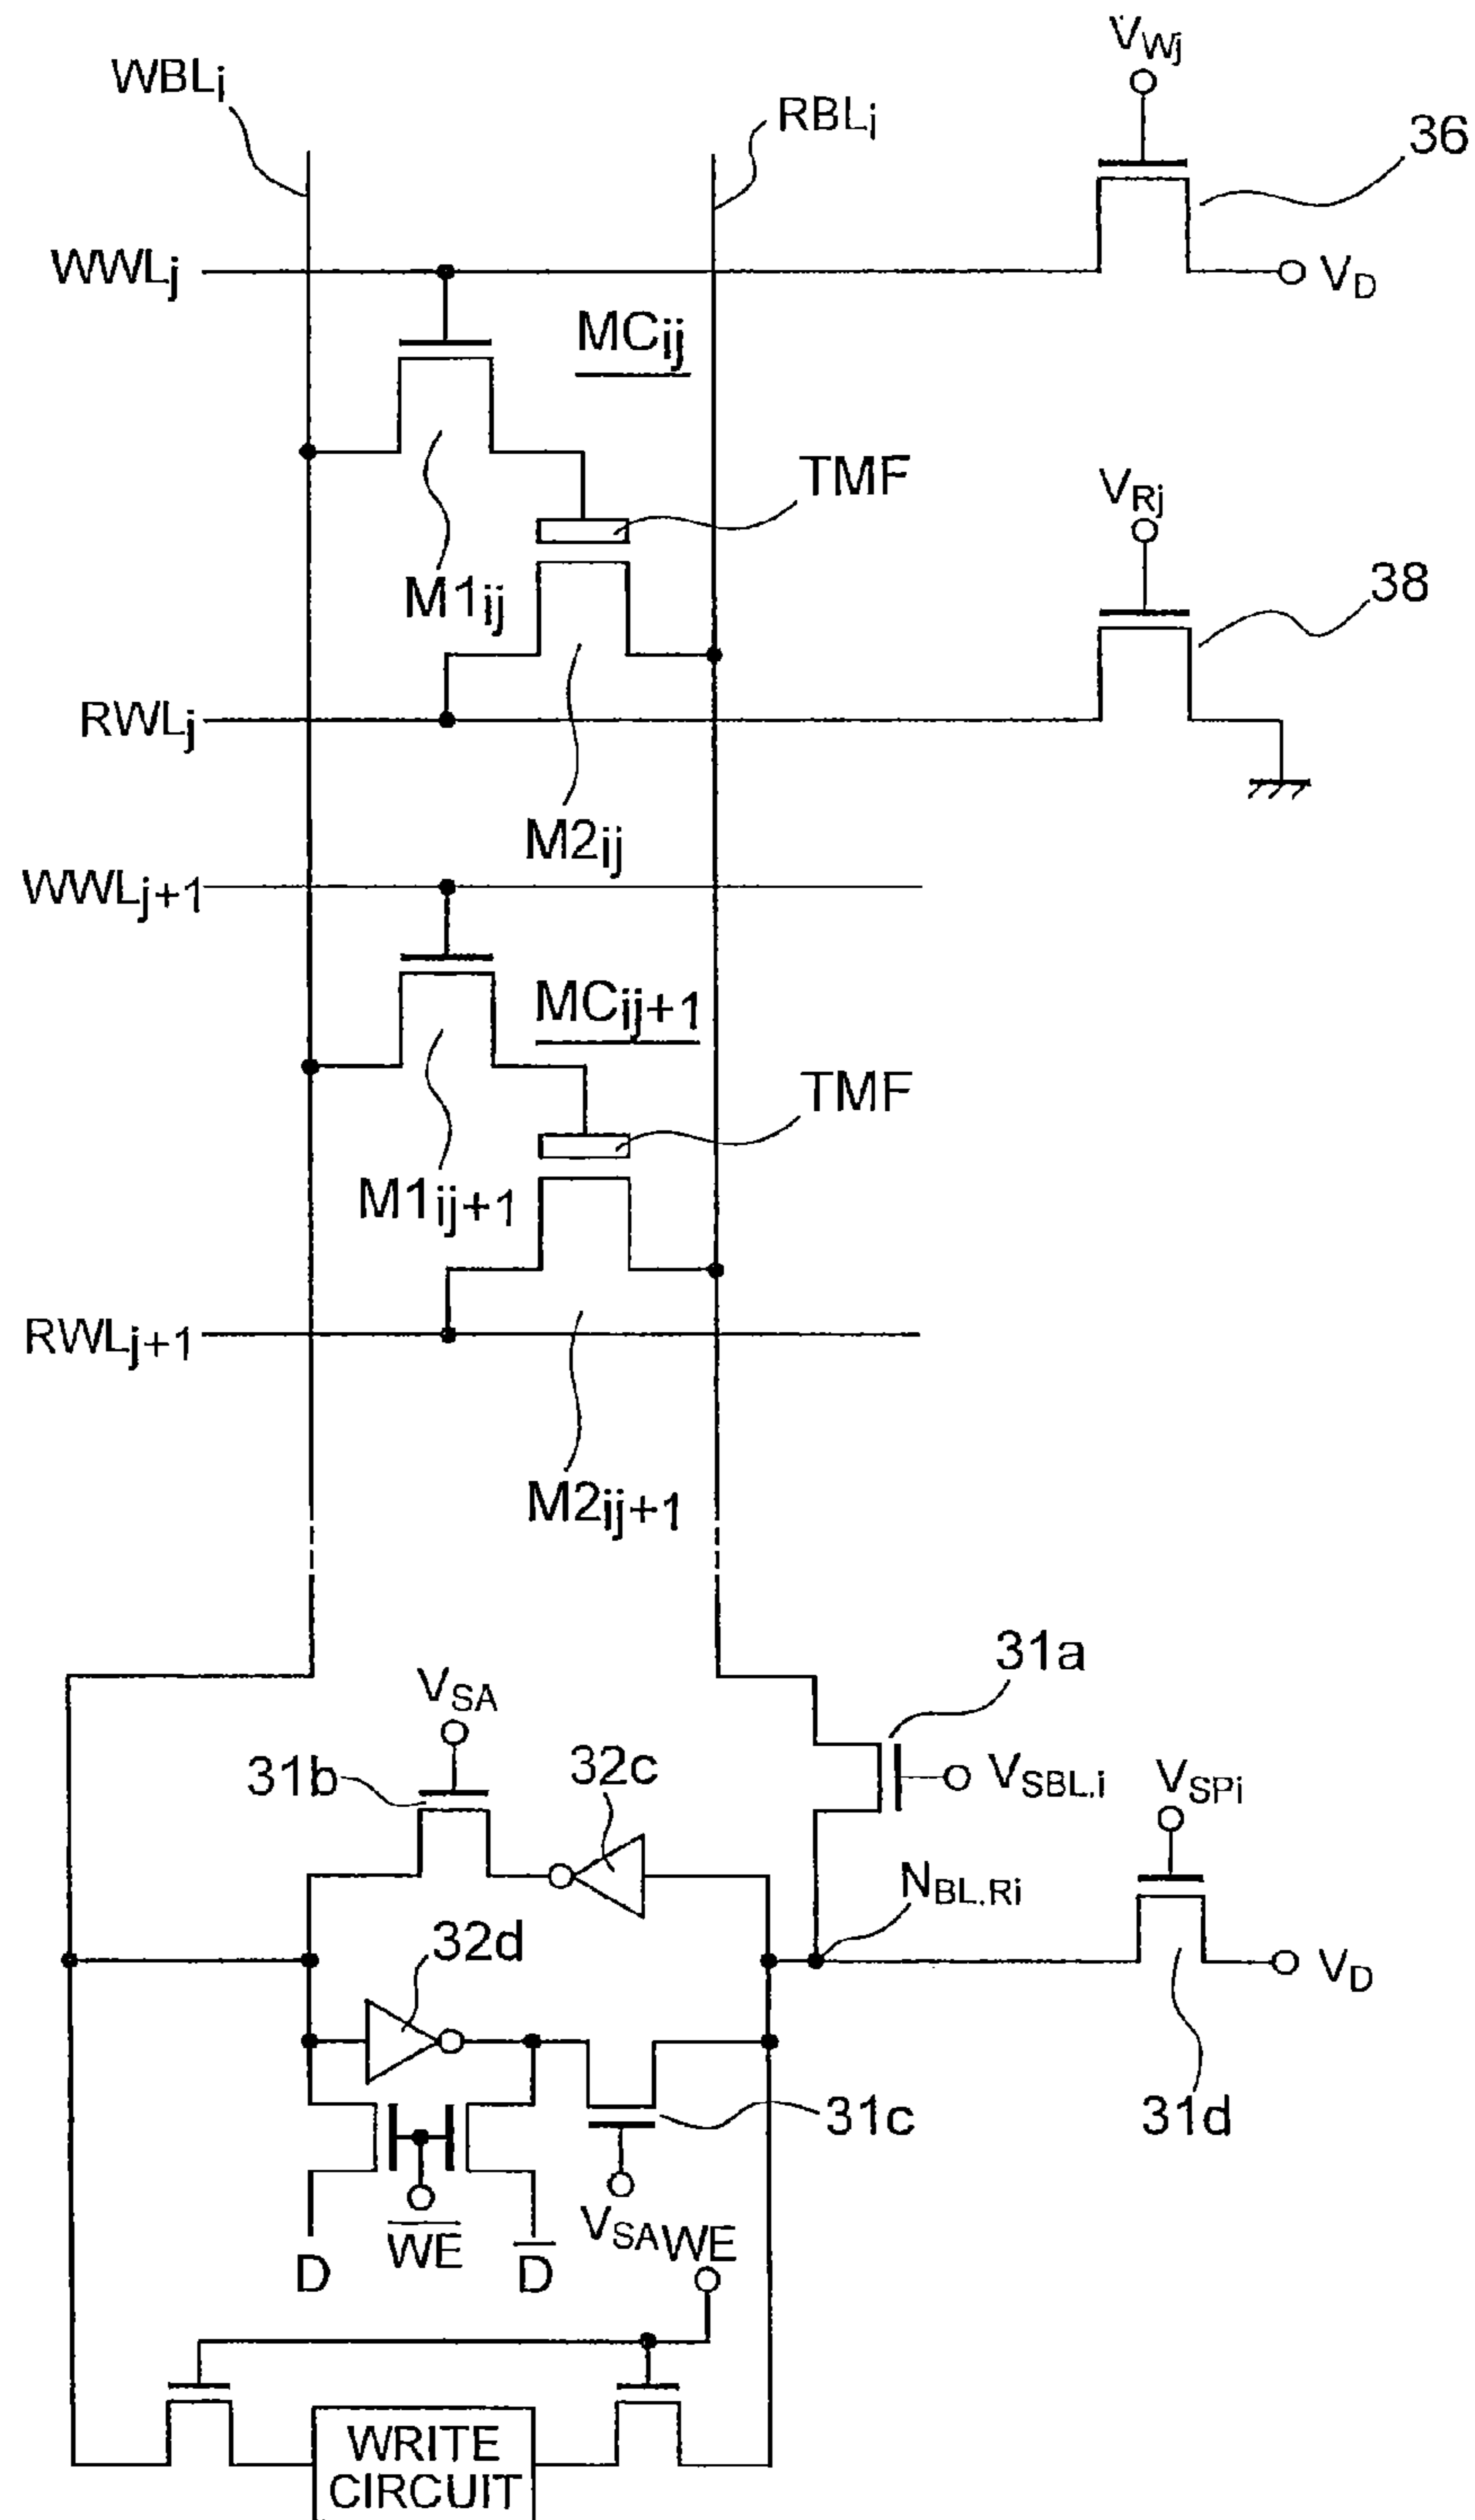 VWj
WBLi
RBLi
36
WWLj
VD
MCij
TMF
VRj
M1ij
38
RWLj
M2ij
WWLj+1
MCij+1
TMF
M1ij+1
RWLj+1
M2ij+1
31a
VSA
31b
32c
VSBL.i
VSPi
NBL.Ri
32d
VD
31c
31d
WE
VSA
WE
D
D
WRITE
CIRCUIT